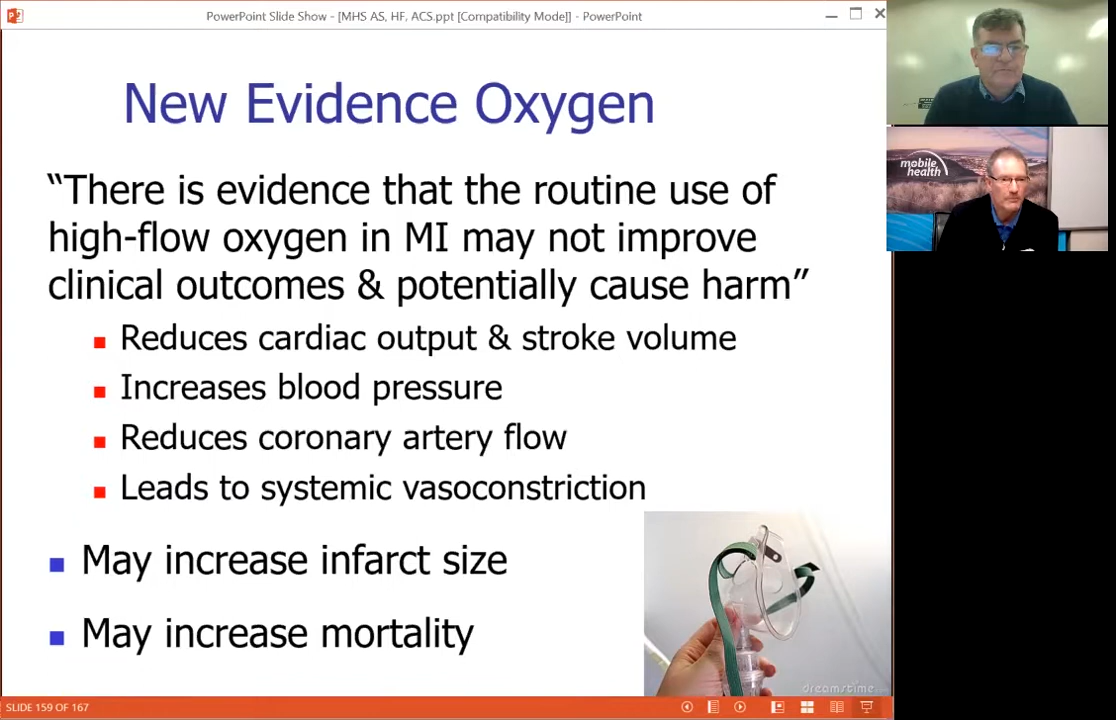 PowerPoint Slide Show - [MHS AS, HF, ACS.ppt [Compatibility Mode]] - PowerPoint
New Evidence Oxygen
“There is evidence that the routine use of
high-flow oxygen in MI may not improve
clinical outcomes & potentially cause harm”
Reduces cardiac output & stroke volume
Increases blood pressure
Reduces coronary artery flow
Leads to systemic vasoconstriction
May increase infarct size
May increase mortality
dreamstime
SLIDE 159 OF 167
mobile
health